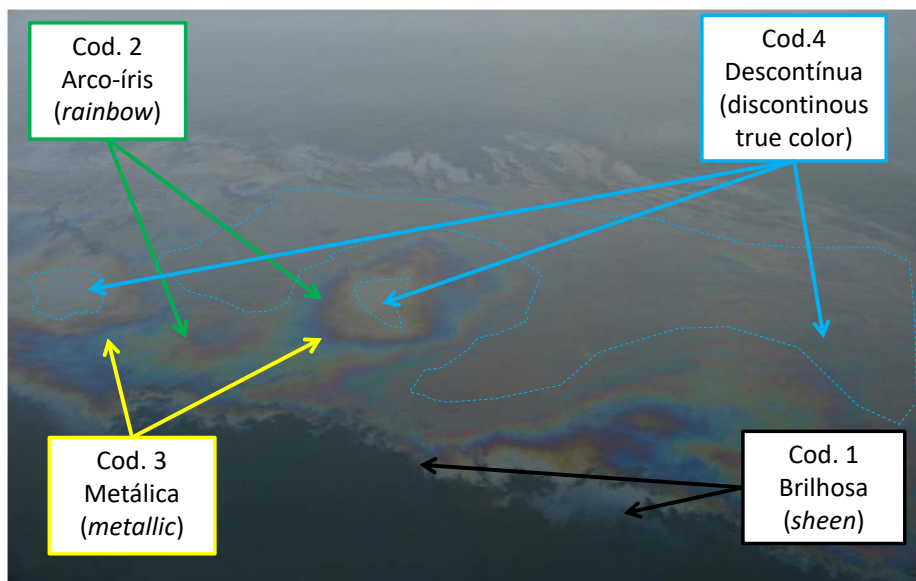 Cod. 2
Arco-íris
(rainbow)
Cod.4
Descontínua
(discontinous
true color)
Cod. 3
Metálica
(metallic)
Cod. 1
Brilhosa
(sheen)